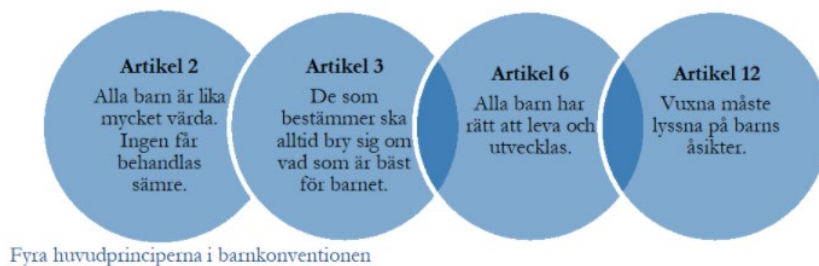 Artikel 2
Alla barn är lika
mycket värda.
Ingen får
behandlas
sämre.
Artikel 3
De som
bestämmer ska
alltid bry sig om
vad som är bäst
för barnet.
Artikel 6
Alla barn har
rätt att leva och
utvecklas.
Artikel 12
Vuxna måste
lyssna på barns
åsikter.
Fyra huvudprinciperna i barnkonventionen